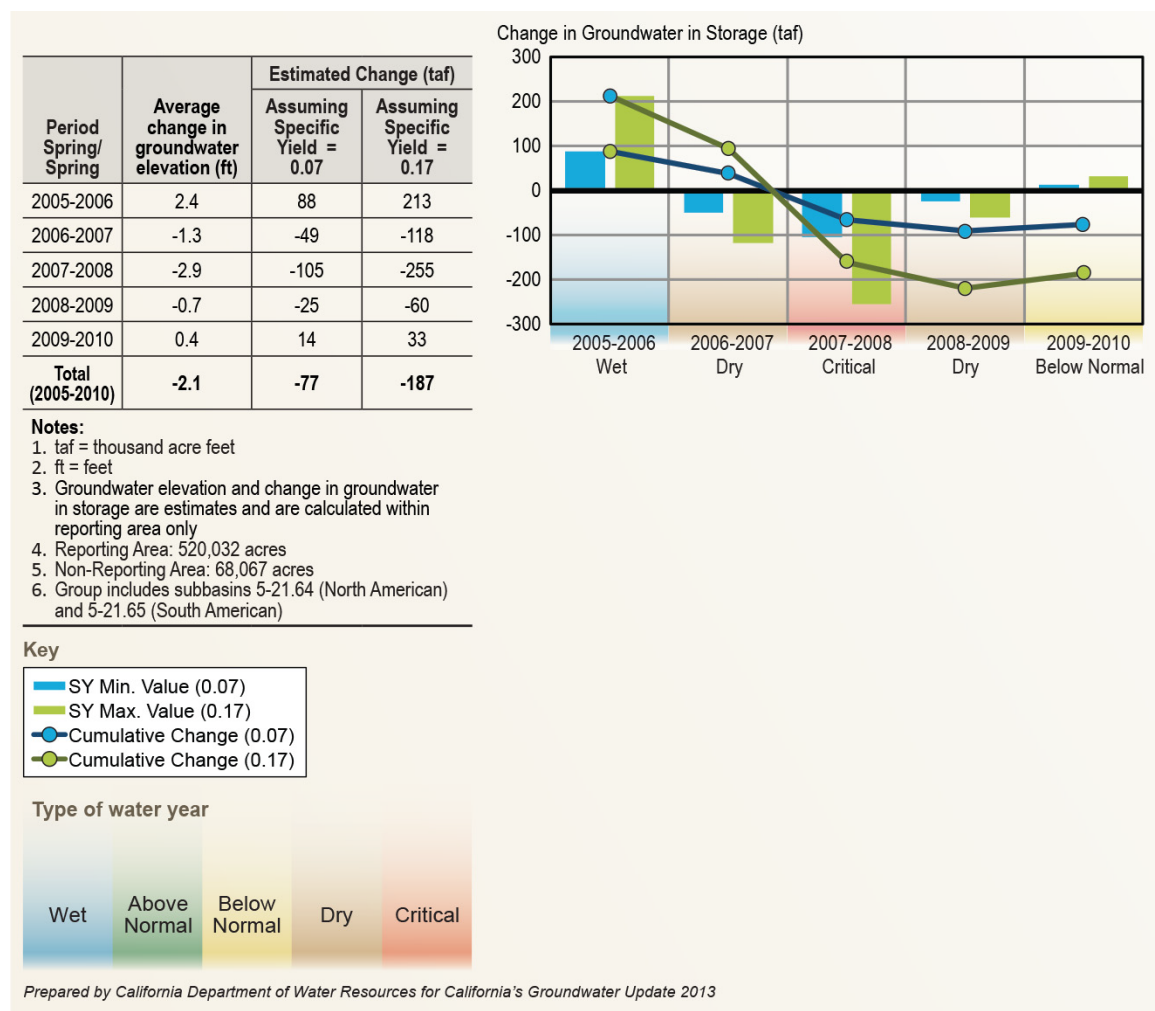 Change in Groundwater in Storage (taf)
Period Spring/ Spring
Average change in groundwater elevation (ft)
Estimated Change (taf)
Assuming Specific Yield = 0.07
Assuming Specific Yield = 0.17
2005-2006 2.4 88 213
2006-2007 -1.3 -49 -118
2007-2008 -2.9 -105 -255
2008-2009 -0.7 -25 -60
2009-2010 0.4 14 33
Total (2005-2010) -2.1 -77 -187
Notes:
1. taf = thousand acre feet
2. ft = feet
3. Groundwater elevation and change in groundwater
in storage are estimates and are calculated within
reporting area only
4. Reporting Area: 520,032 acres
5. Non-Reporting Area: 68,067 acres
6. Group includes subbasins 5-21.64 (North American)
and 5-21.65 (South American)
300
200
100
0
-100
-200
-300
2005-2006 2006-2007 2007-2008 2008-2009 2009-2010
Wet Dry Critical Dry Below Normal
Key
SY Min. Value (0.07)
SY Max. Value (0.17)
Cumulative Change (0.07)
Cumulative Change (0.17)
Type of water year
Wet
Above
Normal
Below
Normal
Dry
Critical
Prepared by California Department of Water Resources for California's Groundwater Update 2013